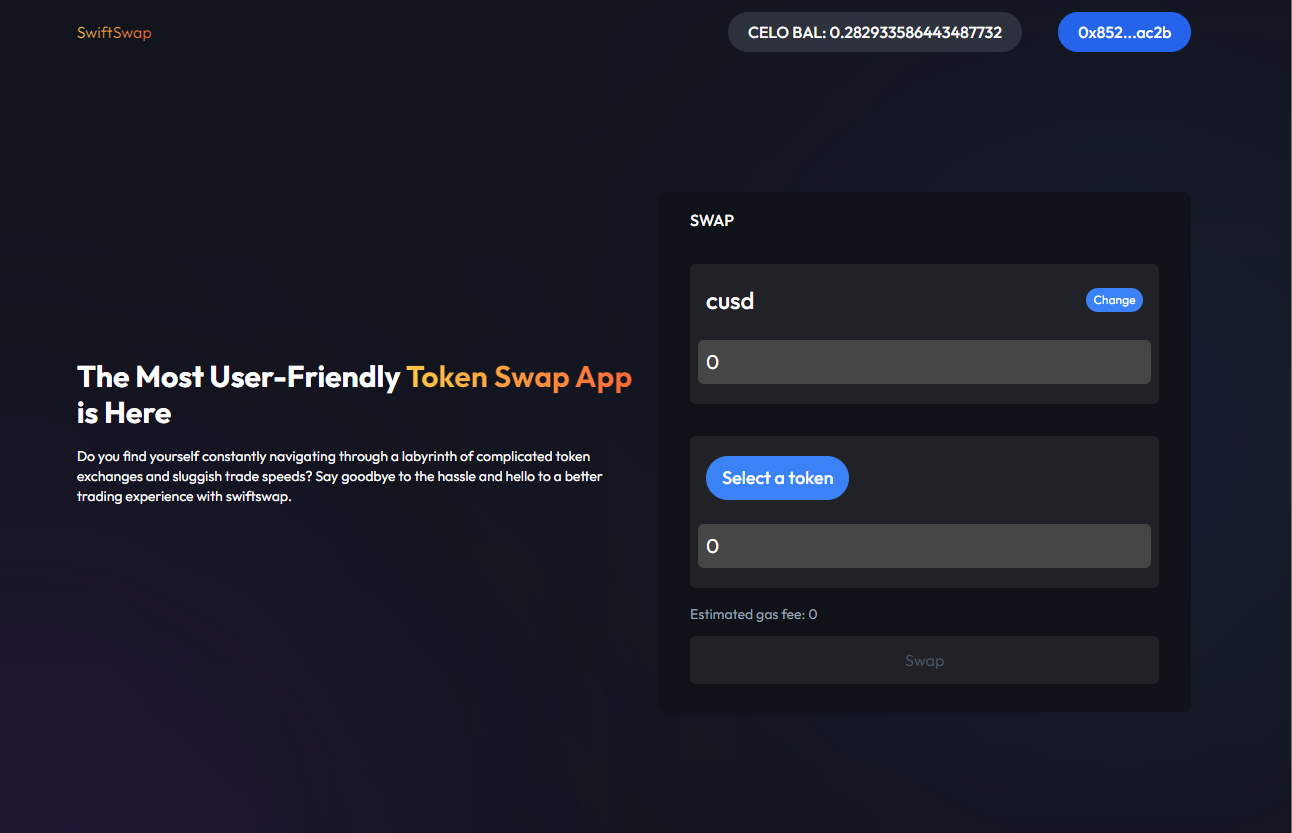 SwiftSwap
CELO BAL: 0.282933586443487732
0x852...ac2b
The Most User-Friendly Token Swap App
is Here
Do you find yourself constantly navigating through a labyrinth of complicated token
exchanges and sluggish trade speeds? Say goodbye to the hassle and hello to a better
trading experience with swiftswap.
SWAP
cusd
Change
0
Select a token
0
Estimated gas fee: 0
Swap